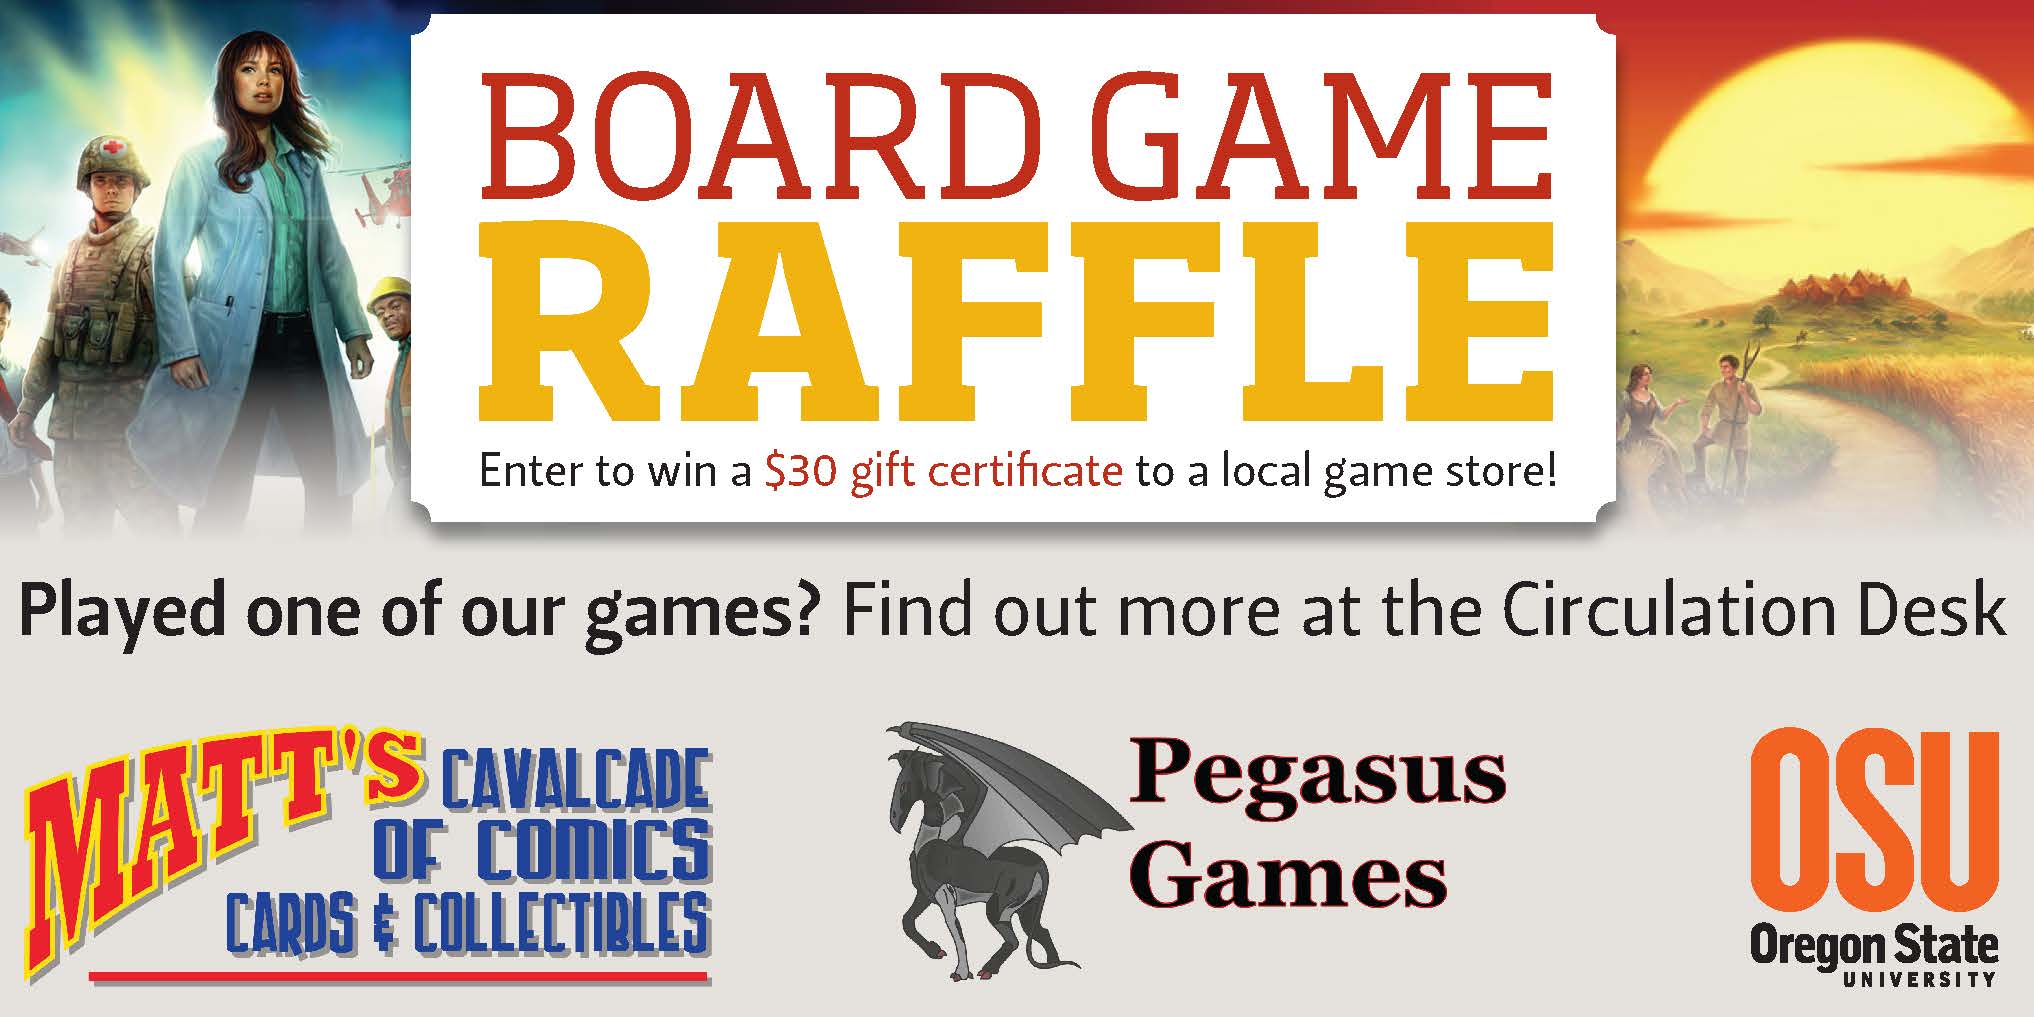 BOARD GAME
RAFFLE
Enter to win a $30 gift certificate to a local game store!
Played one of our games? Find out more at the Circulation Desk
MATT'S CAVALCADE
OF COMICS
CARDS & COLLECTIBLES
Pegasus
Games
OSU
Oregon State
UNIVERSITY